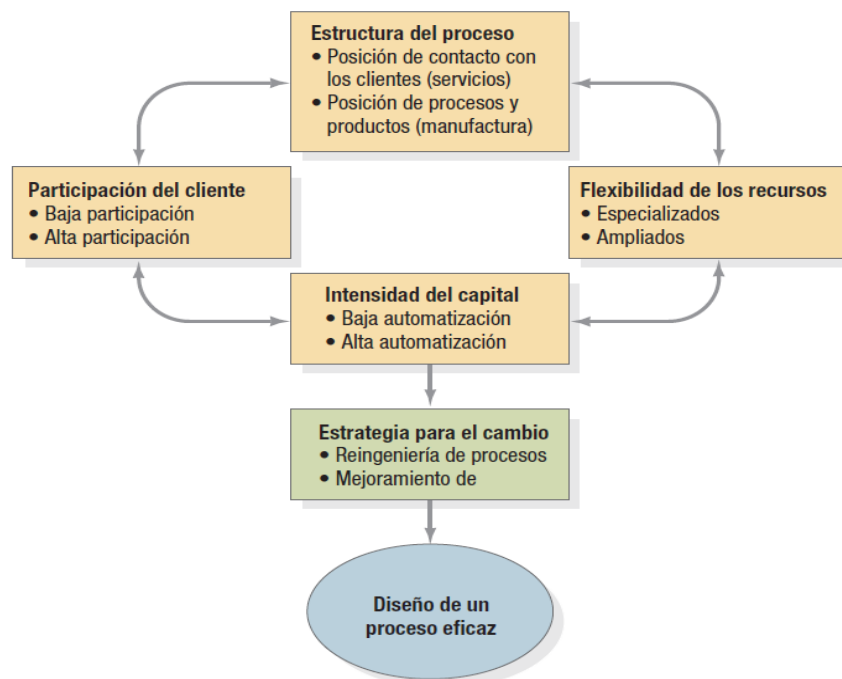 Estructura del proceso
• Posición de contacto con
los clientes (servicios)
• Posición de procesos y
productos (manufactura)
Participación del cliente
• Baja participación
• Alta participación
Flexibilidad de los recursos
• Especializados
• Ampliados
Intensidad del capital
• Baja automatización
• Alta automatización
Estrategia para el cambio
• Reingeniería de procesos
• Mejoramiento de
Diseño de un
proceso eficaz